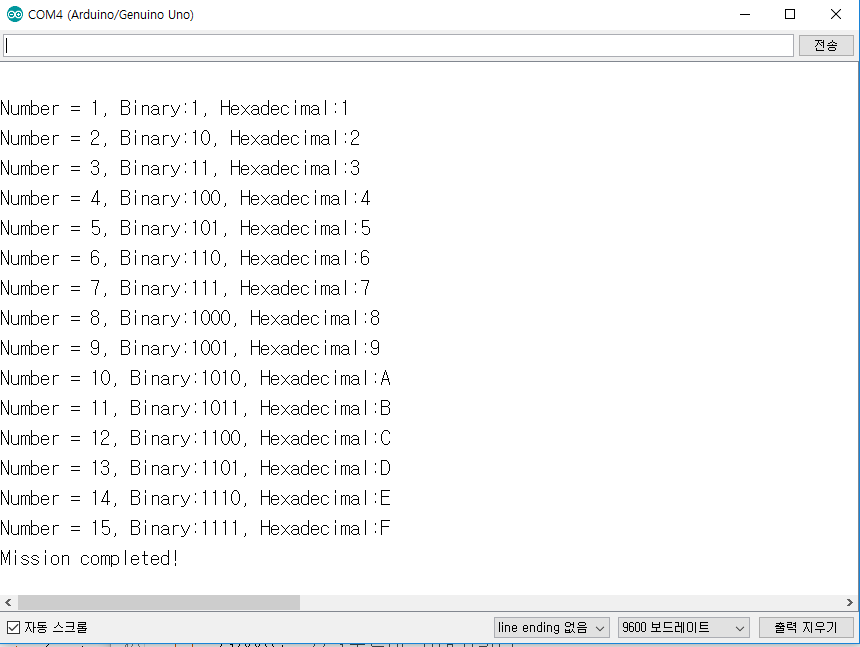 COM4 (Arduino/Genuino Uno)
전송
Number = 1, Binary:1, Hexadecimal:1
Number = 2, Binary:10, Hexadecimal:2
Number = 3, Binary:11, Hexadecimal:3
Number = 4, Binary:100, Hexadecimal:4
Number = 5, Binary:101, Hexadecimal:5
Number = 6, Binary:110, Hexadecimal:6
Number = 7, Binary:111, Hexadecimal:7
Number = 8, Binary:1000, Hexadecimal:8
Number = 9, Binary:1001, Hexadecimal:9
Number = 10, Binary:1010, Hexadecimal:A
Number = 11, Binary:1011, Hexadecimal:B
Number = 12, Binary:1100, Hexadecimal:C
Number = 13, Binary:1101, Hexadecimal:D
Number = 14, Binary:1110, Hexadecimal:E
Number = 15, Binary:1111, Hexadecimal:F
Mission completed!
자동 스크롤 line ending 없음 9600 보드레이트 출력 지우기